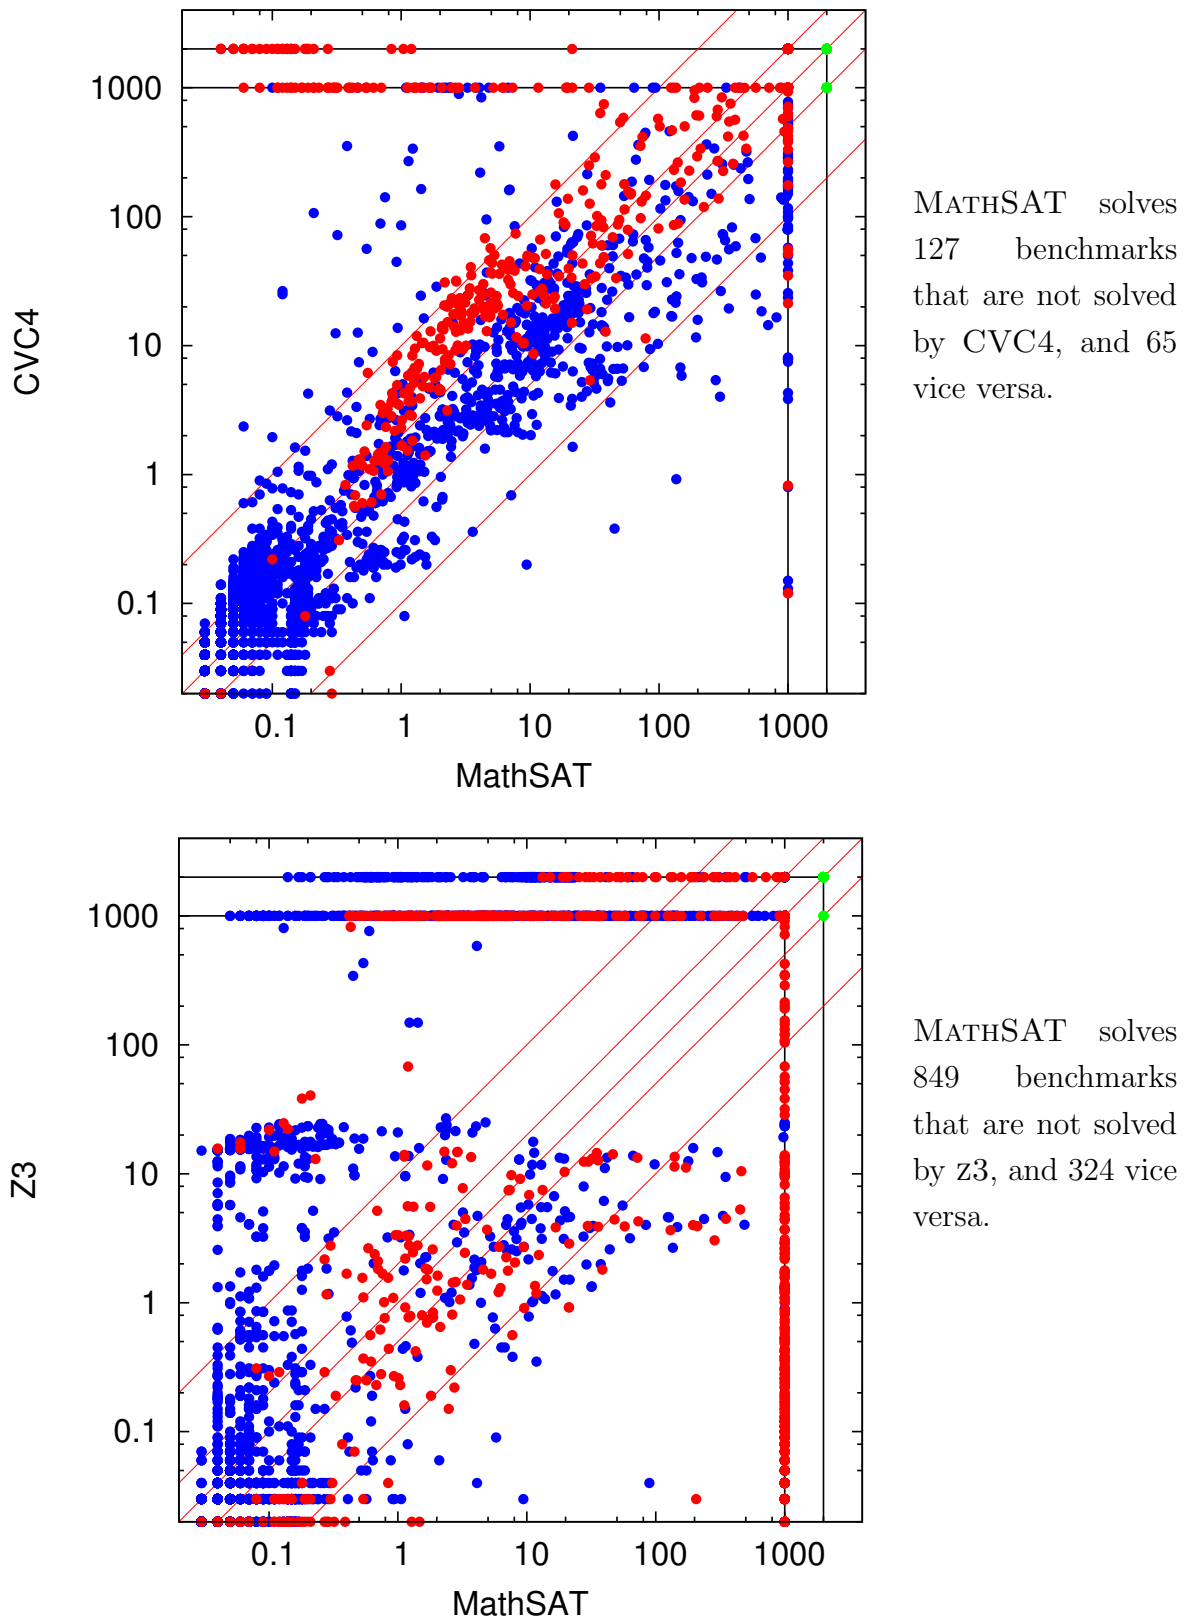 1000
100
10
1
0.1
CVC4
0.1 1 10 100 1000
MathSAT
MATHSAT solves
127 benchmarks
that are not solved
by CVC4, and 65
vice versa.
1000
100
10
1
0.1
Z3
0.1 1 10 100 1000
MathSAT
MATHSAT solves
849 benchmarks
that are not solved
by Z3, and 324 vice
versa.